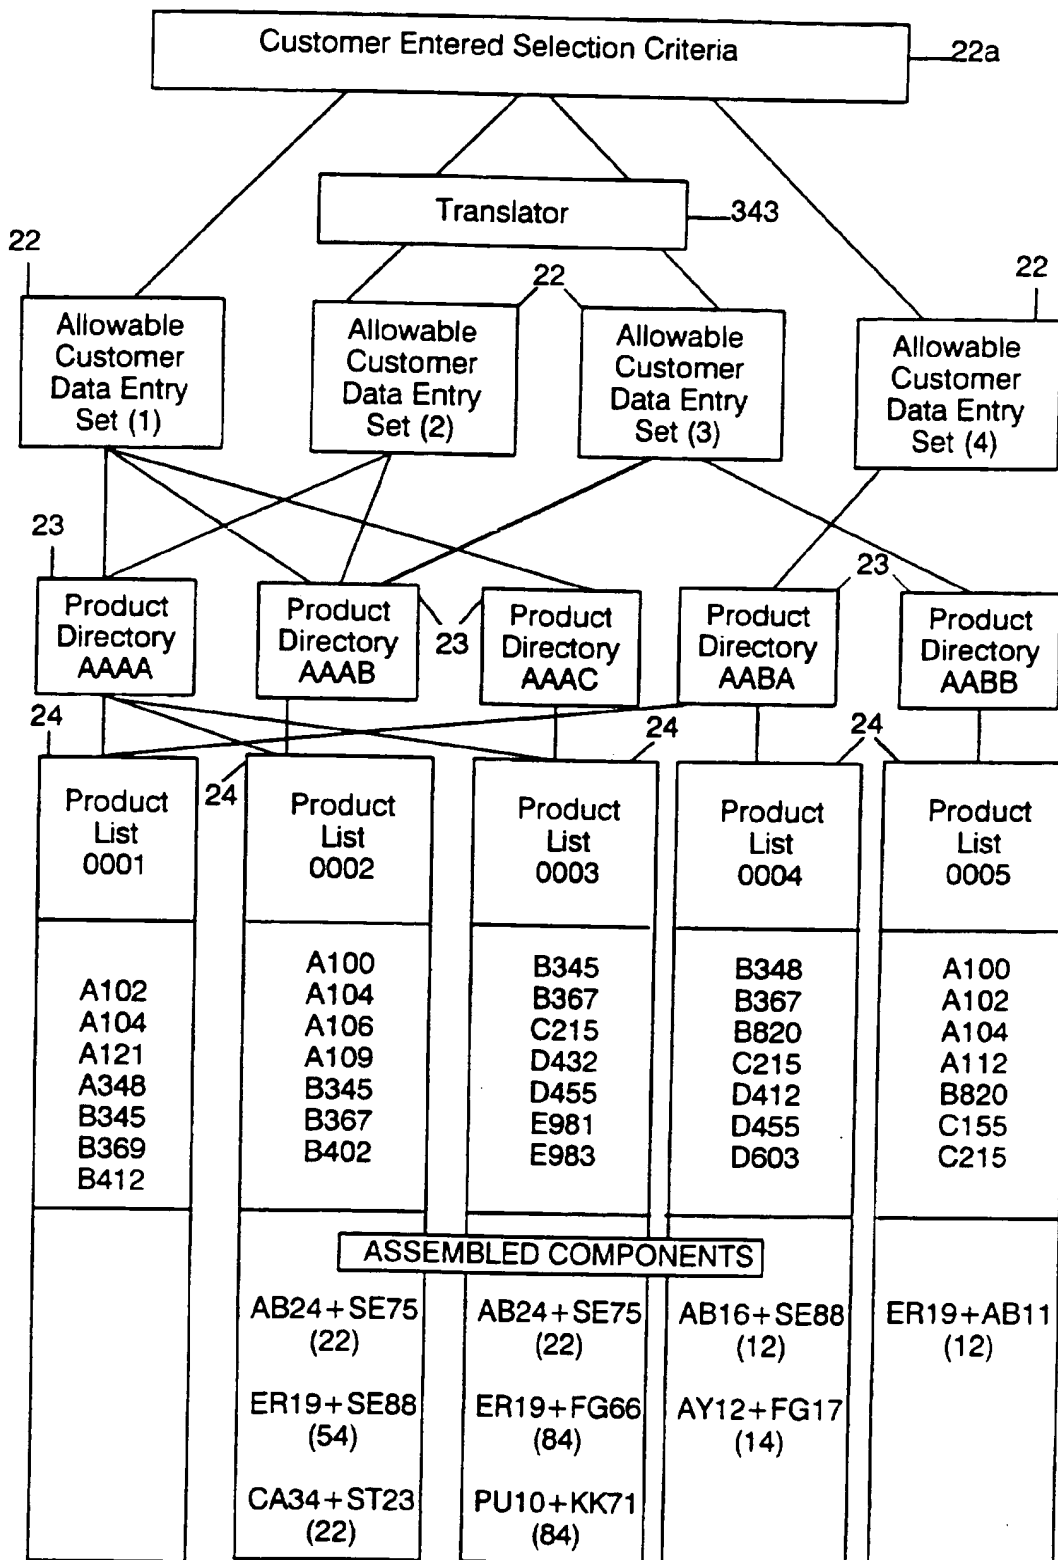 Customer Entered Selection Criteria
22a
Translator
343
22
22
22
Allowable
Customer
Data Entry
Set (1)
Allowable
Customer
Data Entry
Set (2)
Allowable
Customer
Data Entry
Set (3)
Allowable
Customer
Data Entry
Set (4)
23
23
23
Product
Directory
AAAA
Product
Directory
AAAB
Product
Directory
AAAC
Product
Directory
AABA
Product
Directory
AABB
24
24
24
24
Product
List
0001
Product
List
0002
Product
List
0003
Product
List
0004
Product
List
0005
A102
A104
A121
A348
B345
B369
B412
A100
A104
A106
A109
B345
B367
B402
B345
B367
C215
D432
D455
E981
E983
B348
B367
B820
C215
D412
D455
D603
A100
A102
A104
A112
B820
C155
C215
ASSEMBLED COMPONENTS
AB24+SE75
(22)
ER19+SE88
(54)
CA34+ST23
(22)
AB24+SE75
(22)
ER19+FG66
(84)
PU10+KK71
(84)
AB16+SE88
(12)
AY12+FG17
(14)
ER19+AB11
(12)